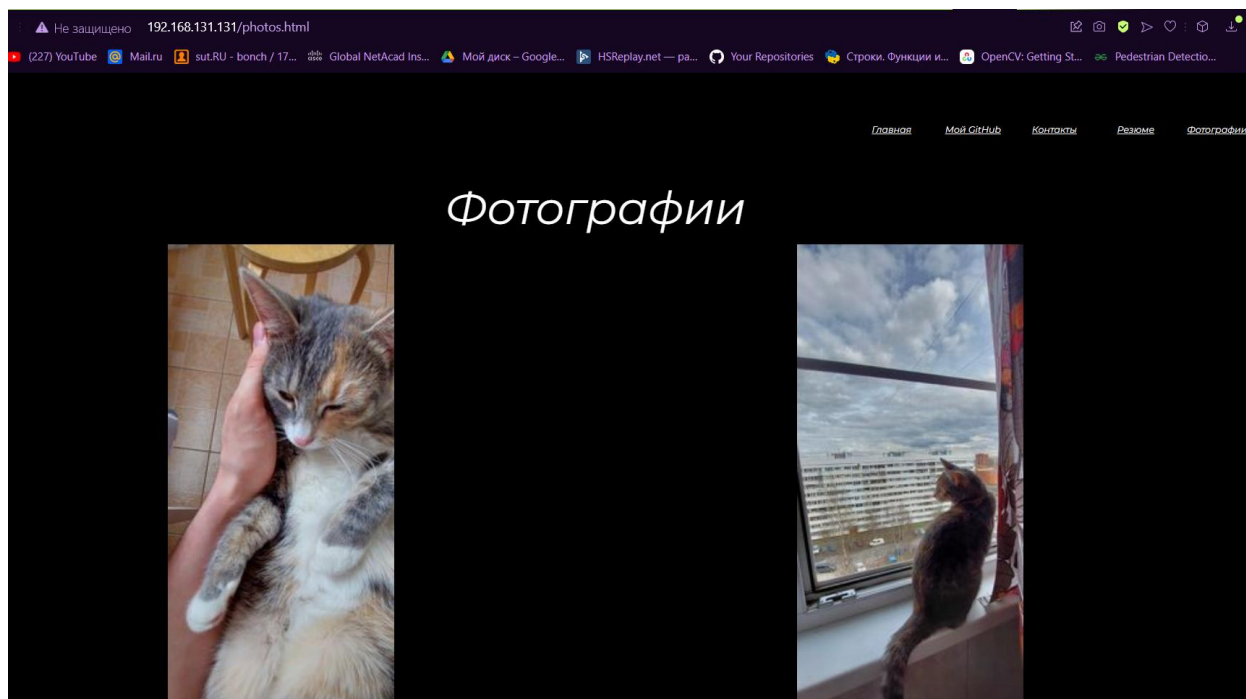 Не защищено 192.168.131.131/photos.html
(227) YouTube Mail.ru sut.RU - bonch / 17... Global NetAcad Ins... Мой диск – Google... HSReplay.net — ра... Your Repositories Строки. Функции и... OpenCV: Getting St... Pedestrian Detectio...
Главная Мой GitHub Контакты Резюме Фотографии
Фотографии